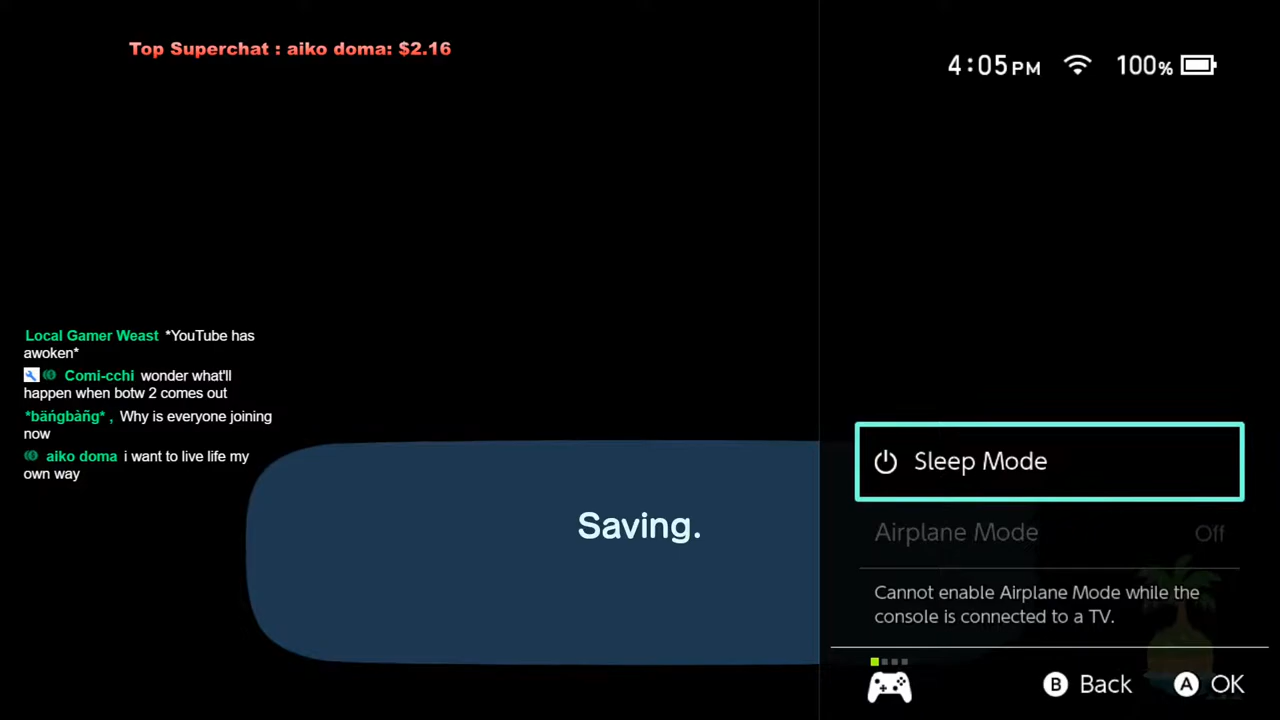 Top Superchat : aiko doma: $2.16
4:05PM 100%
Local Gamer Weast *YouTube has
awoken*
Comi-cchi wonder what'll
happen when botw 2 comes out
*bäńgbàñg* , Why is everyone joining
now
aiko doma i want to live life my
own way
Saving.
Sleep Mode
Airplane Mode Off
Cannot enable Airplane Mode while the
console is connected to a TV.
B Back A OK